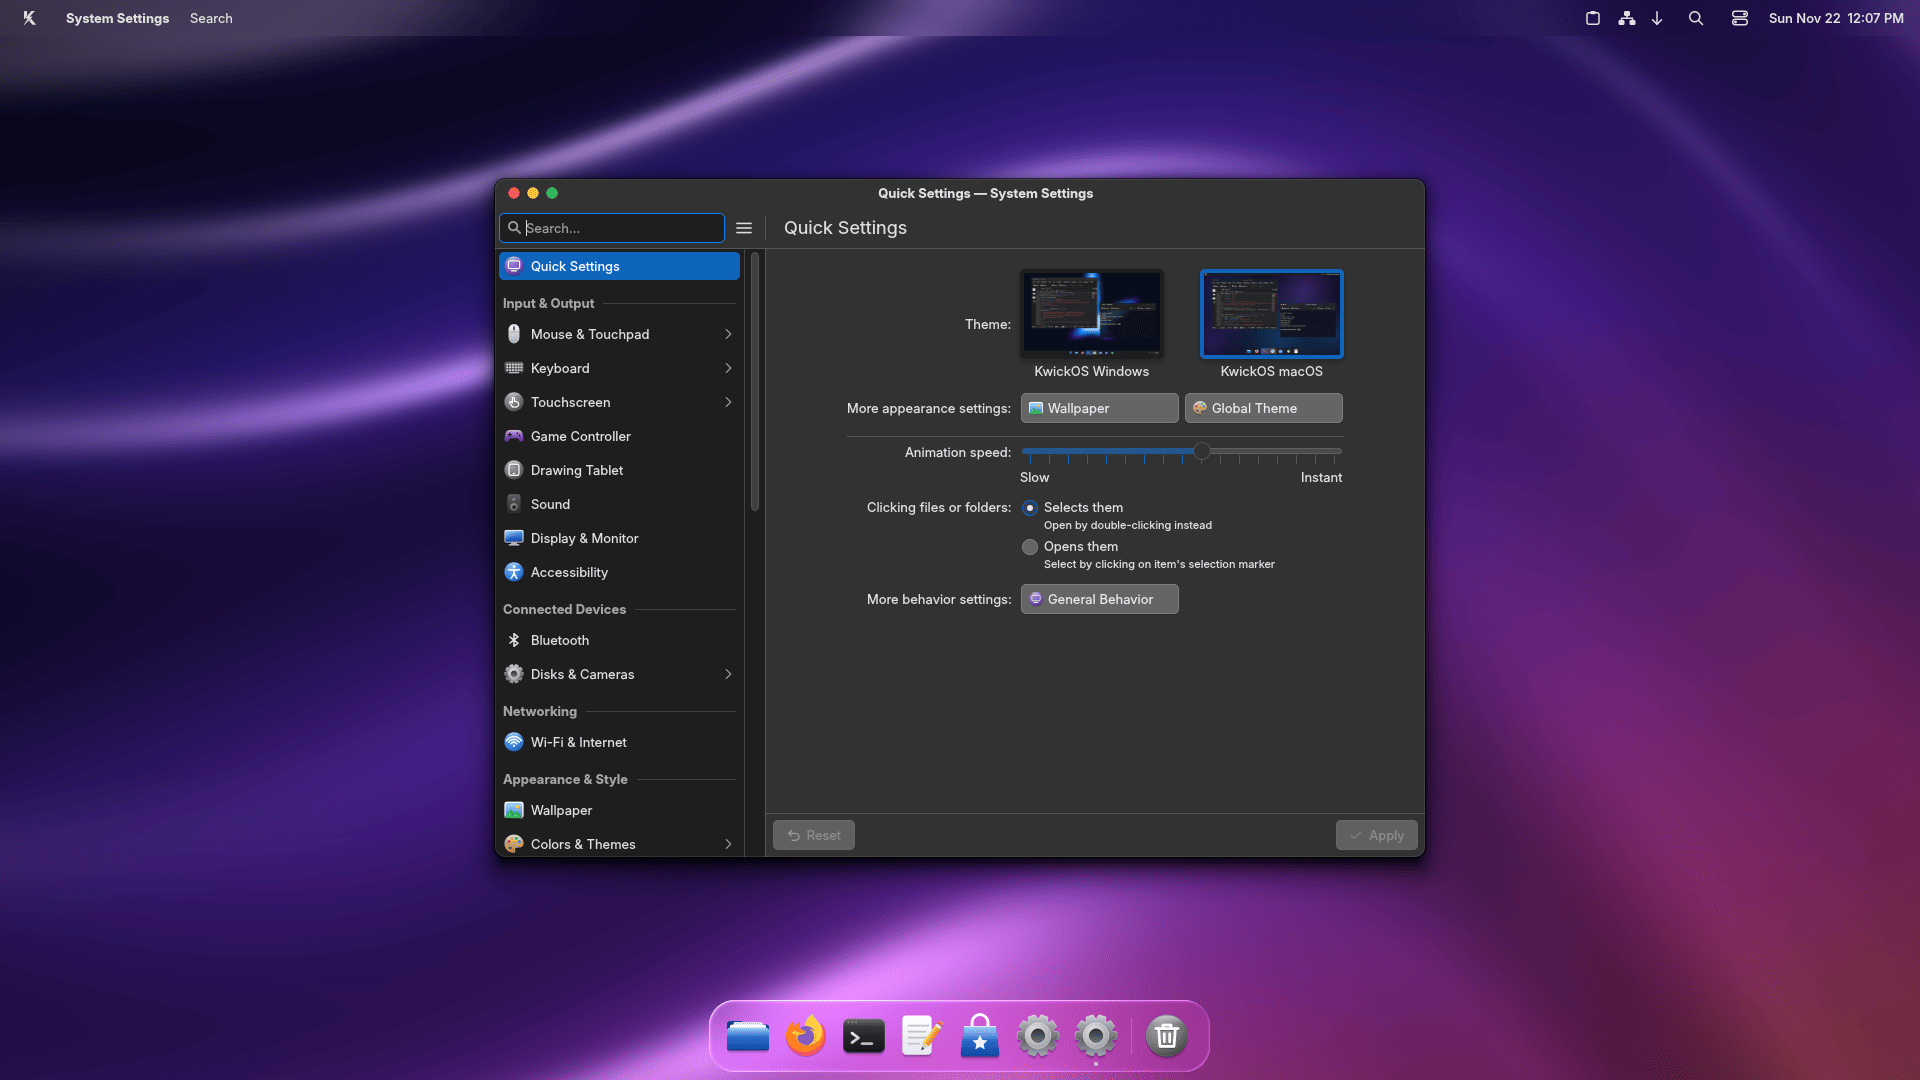 System Settings Search Sun Nov 22 12:07 PM
Quick Settings — System Settings
Search...
Quick Settings
Quick Settings
Input & Output
Mouse & Touchpad
Keyboard
Touchscreen
Game Controller
Drawing Tablet
Sound
Display & Monitor
Accessibility
Connected Devices
Bluetooth
Disks & Cameras
Networking
Wi-Fi & Internet
Appearance & Style
Wallpaper
Colors & Themes
Theme:
KwickOS Windows KwickOS macOS
More appearance settings: Wallpaper Global Theme
Animation speed:
Slow Instant
Clicking files or folders: Selects them
Open by double-clicking instead
Opens them
Select by clicking on item's selection marker
More behavior settings: General Behavior
Reset Apply